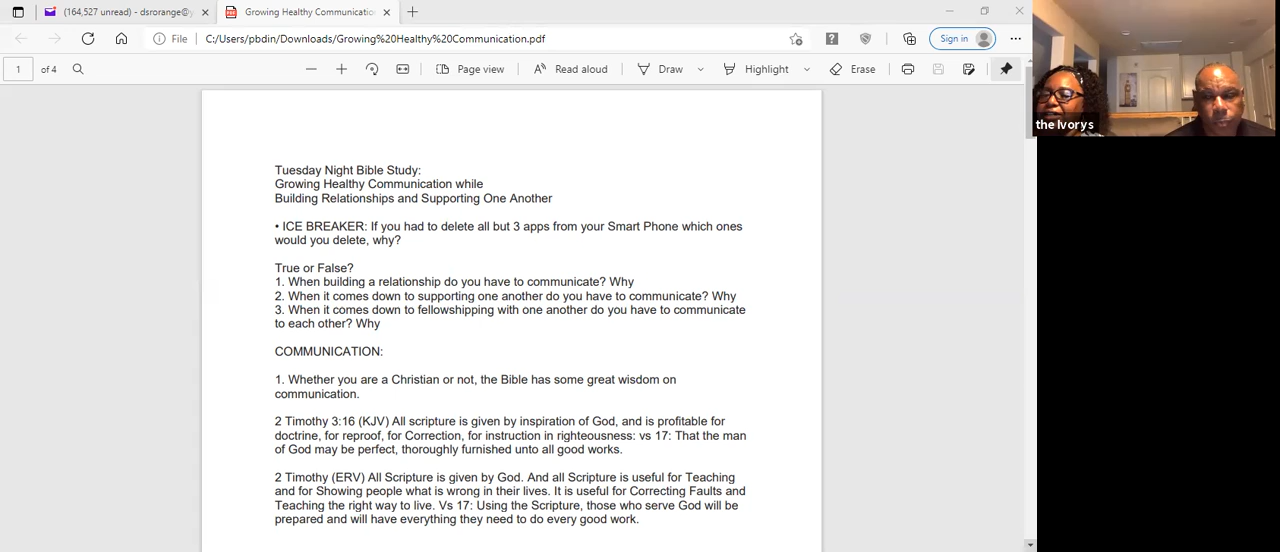 (164,527 unread) - dsrorange@y
Growing Healthy Communication
File
C:/Users/pbdin/Downloads/Growing%20Healthy%20Communication.pdf
Sign in
1 of 4
Page view
Read aloud
Draw
Highlight
Erase
the Ivorys
Tuesday Night Bible Study:
Growing Healthy Communication while
Building Relationships and Supporting One Another
• ICE BREAKER: If you had to delete all but 3 apps from your Smart Phone which ones
would you delete, why?
True or False?
1. When building a relationship do you have to communicate? Why
2. When it comes down to supporting one another do you have to communicate? Why
3. When it comes down to fellowshipping with one another do you have to communicate
to each other? Why
COMMUNICATION:
1. Whether you are a Christian or not, the Bible has some great wisdom on
communication.
2 Timothy 3:16 (KJV) All scripture is given by inspiration of God, and is profitable for
doctrine, for reproof, for Correction, for instruction in righteousness: vs 17: That the man
of God may be perfect, thoroughly furnished unto all good works.
2 Timothy (ERV) All Scripture is given by God. And all Scripture is useful for Teaching
and for Showing people what is wrong in their lives. It is useful for Correcting Faults and
Teaching the right way to live. Vs 17: Using the Scripture, those who serve God will be
prepared and will have everything they need to do every good work.